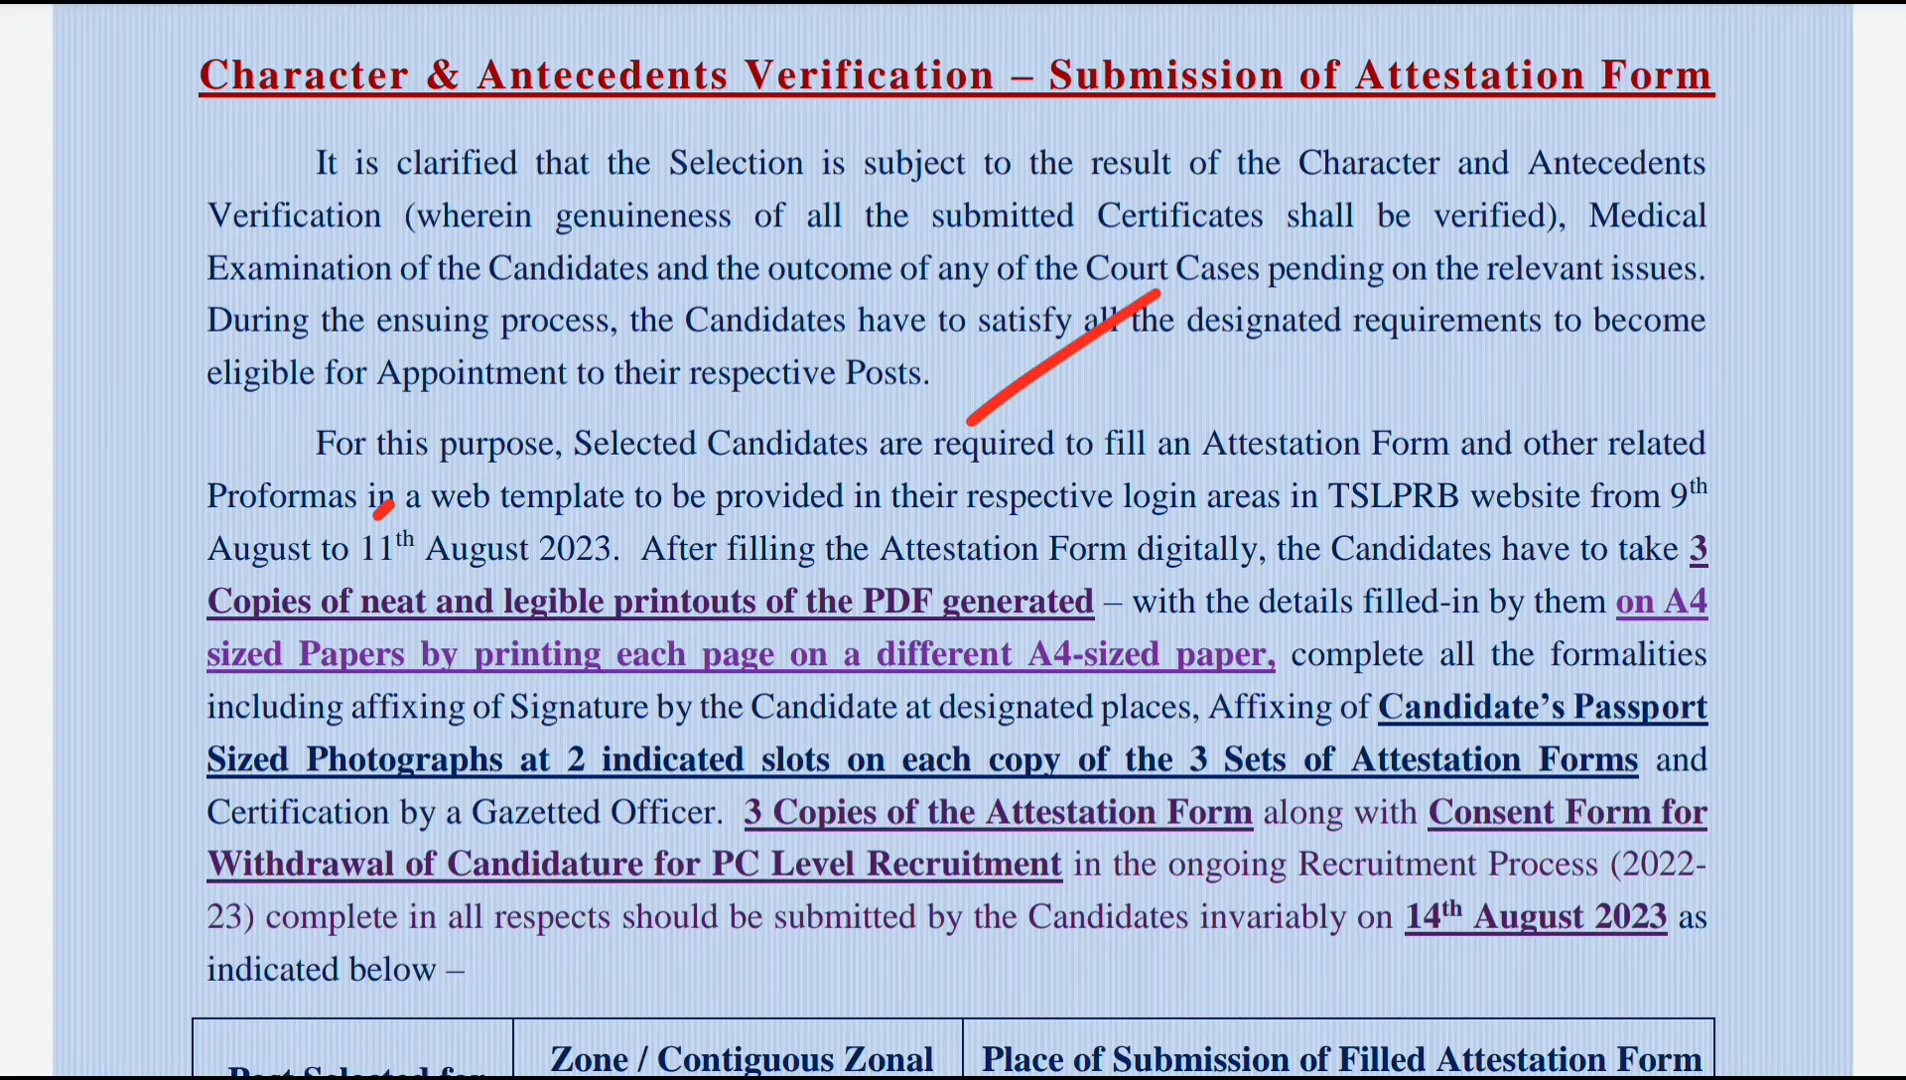 Character & Antecedents Verification – Submission of Attestation Form
It is clarified that the Selection is subject to the result of the Character and Antecedents
Verification (wherein genuineness of all the submitted Certificates shall be verified), Medical
Examination of the Candidates and the outcome of any of the Court Cases pending on the relevant issues.
During the ensuing process, the Candidates have to satisfy all the designated requirements to become
eligible for Appointment to their respective Posts.
For this purpose, Selected Candidates are required to fill an Attestation Form and other related
Proformas in a web template to be provided in their respective login areas in TSLPRB website from 9th
August to 11th August 2023. After filling the Attestation Form digitally, the Candidates have to take 3
Copies of neat and legible printouts of the PDF generated – with the details filled-in by them on A4
sized Papers by printing each page on a different A4-sized paper, complete all the formalities
including affixing of Signature by the Candidate at designated places, Affixing of Candidate’s Passport
Sized Photographs at 2 indicated slots on each copy of the 3 Sets of Attestation Forms and
Certification by a Gazetted Officer. 3 Copies of the Attestation Form along with Consent Form for
Withdrawal of Candidature for PC Level Recruitment in the ongoing Recruitment Process (2022-
23) complete in all respects should be submitted by the Candidates invariably on 14th August 2023 as
indicated below –
Post Selected for
Zone / Contiguous Zonal
Place of Submission of Filled Attestation Form